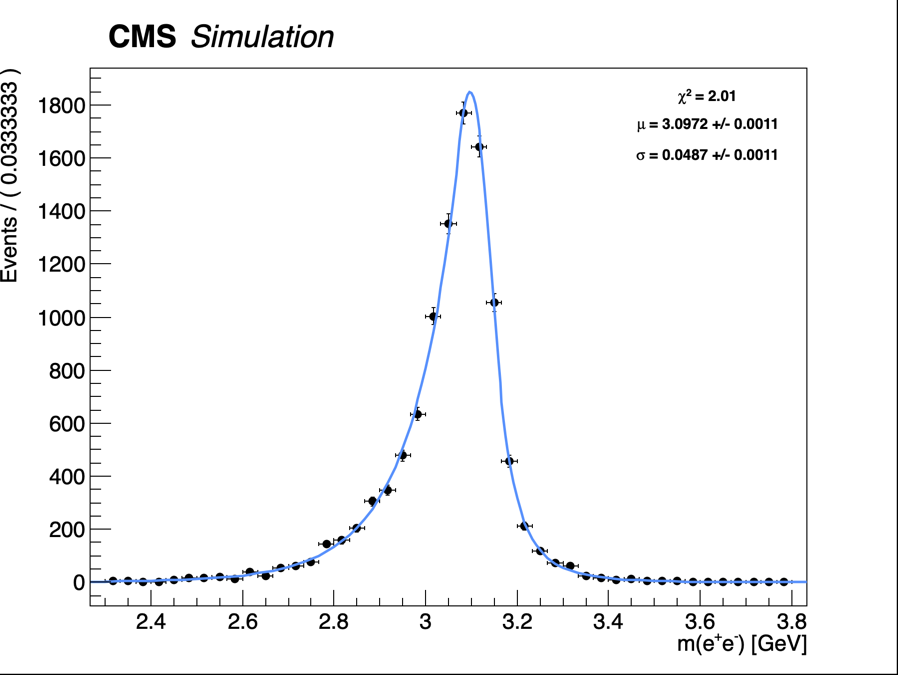 CMS Simulation
Events / ( 0.0333333 )
χ² = 2.01
μ = 3.0972 +/- 0.0011
σ = 0.0487 +/- 0.0011
1800
1600
1400
1200
1000
800
600
400
200
0
2.4 2.6 2.8 3 3.2 3.4 3.6 3.8
m(e⁺e⁻) [GeV]